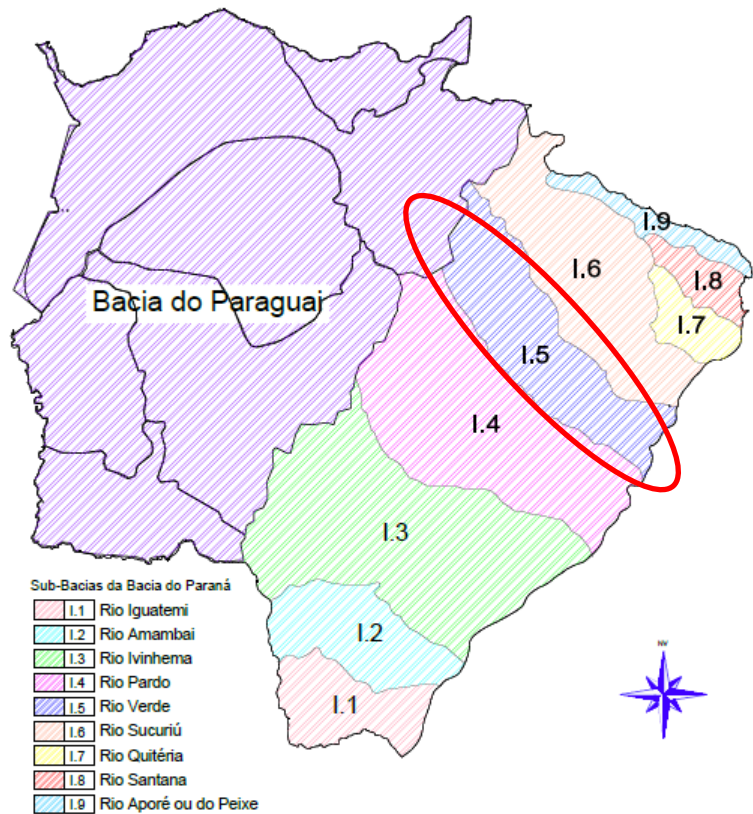 I.9
I.6
I.8
Bacia do Paraguai
I.7
I.5
I.4
I.3
I.2
I.1
Sub-Bacias da Bacia do Paraná
I.1 Rio Iguatemi
I.2 Rio Amambai
I.3 Rio Ivinhema
I.4 Rio Pardo
I.5 Rio Verde
I.6 Rio Sucuriú
I.7 Rio Quitéria
I.8 Rio Santana
I.9 Rio Aporé ou do Peixe